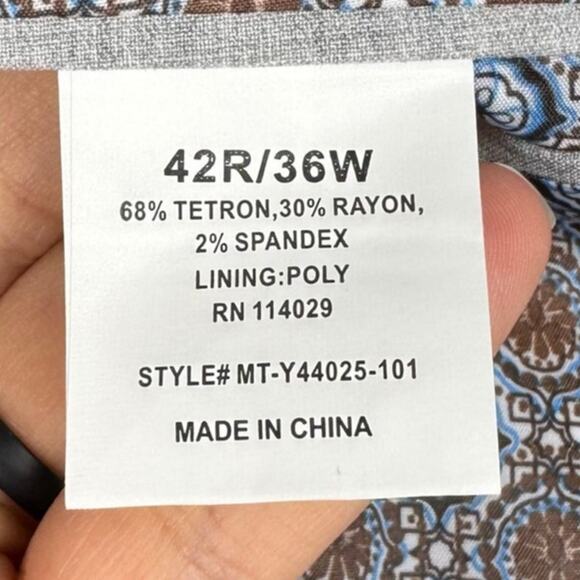 42R/36W
68% TETRON,30% RAYON,
2% SPANDEX
LINING:POLY
RN 114029
STYLE# MT-Y44025-101
MADE IN CHINA